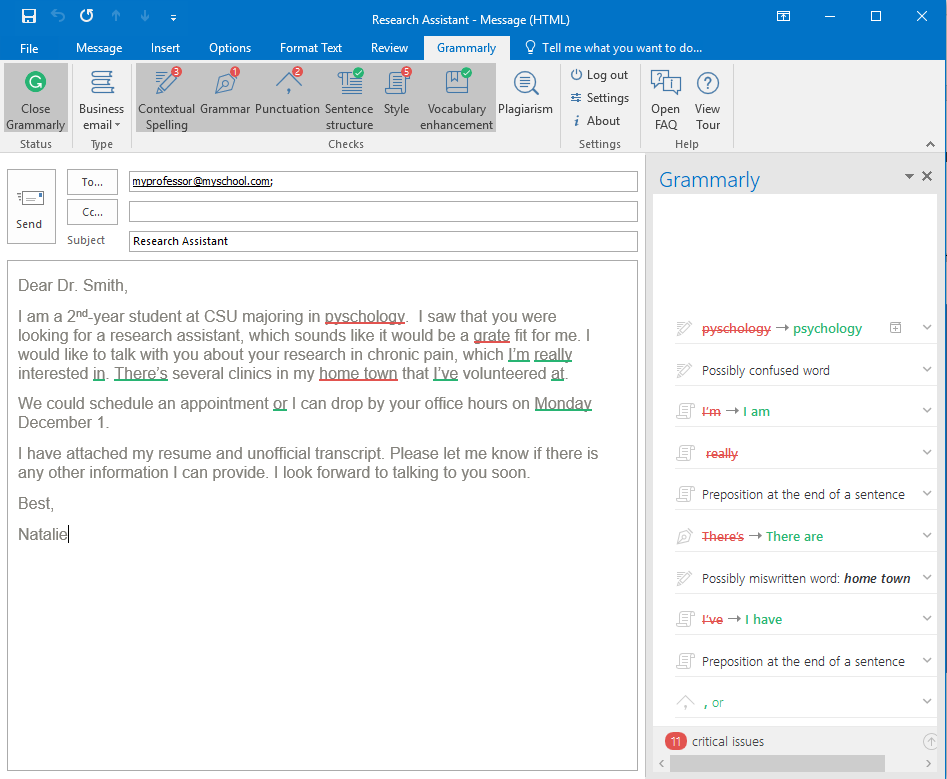 Research Assistant - Message (HTML)
File Message Insert Options Format Text Review Grammarly Tell me what you want to do...
Close Grammarly
Status
Business email
Type
3
Contextual Spelling
1
Grammar
2
Punctuation
Sentence structure
5
Style
Vocabulary enhancement
Plagiarism
Checks
Log out
Settings
i About
Settings
Open FAQ
View Tour
Help
Send
To...
myprofessor@myschool.com;
Cc...
Subject
Research Assistant
Dear Dr. Smith,
I am a 2nd-year student at CSU majoring in pyschology. I saw that you were
looking for a research assistant, which sounds like it would be a grate fit for me. I
would like to talk with you about your research in chronic pain, which I'm really
interested in. There's several clinics in my home town that I've volunteered at.
We could schedule an appointment or I can drop by your office hours on Monday
December 1.
I have attached my resume and unofficial transcript. Please let me know if there is
any other information I can provide. I look forward to talking to you soon.
Best,
Natalie
Grammarly
pyschology → psychology
Possibly confused word
I'm → I am
really
Preposition at the end of a sentence
There's → There are
Possibly miswritten word: home town
I've → I have
Preposition at the end of a sentence
, or
11 critical issues